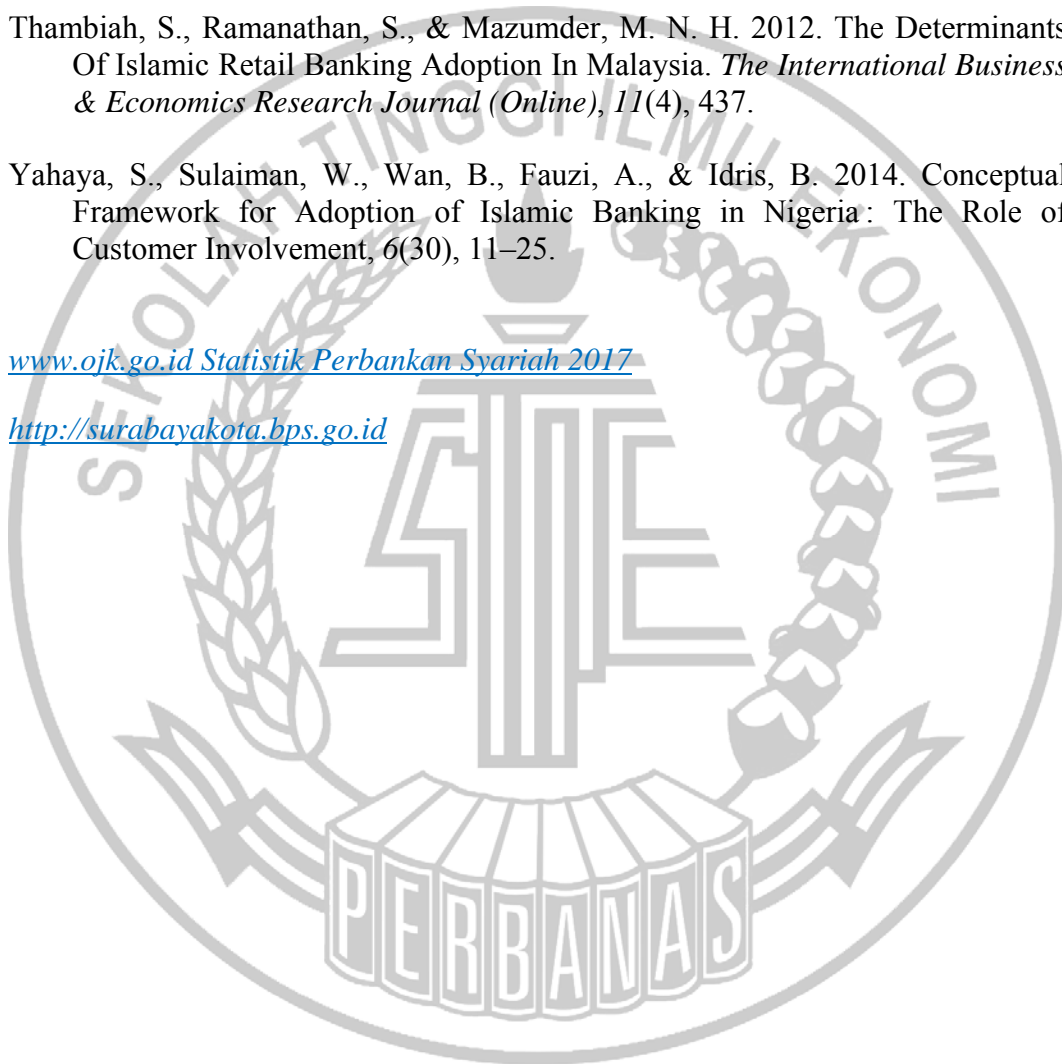 Thambiah, S., Ramanathan, S., & Mazumder, M. N. H. 2012. The Determinants
Of Islamic Retail Banking Adoption In Malaysia. The International Business
& Economics Research Journal (Online), 11(4), 437.
Yahaya, S., Sulaiman, W., Wan, B., Fauzi, A., & Idris, B. 2014. Conceptual
Framework for Adoption of Islamic Banking in Nigeria : The Role of
Customer Involvement, 6(30), 11–25.
www.ojk.go.id Statistik Perbankan Syariah 2017
http://surabayakota.bps.go.id
SEKOLAH TINGGI ILMU EKONOMI
STIE
PERBANAS